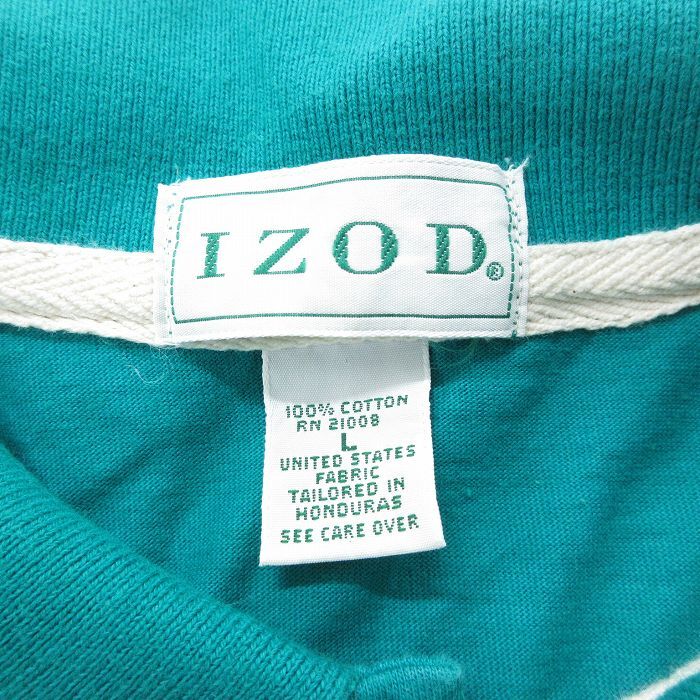 IZOD®
100% COTTON
RN 21008
L
UNITED STATES
FABRIC
TAILORED IN
HONDURAS
SEE CARE OVER